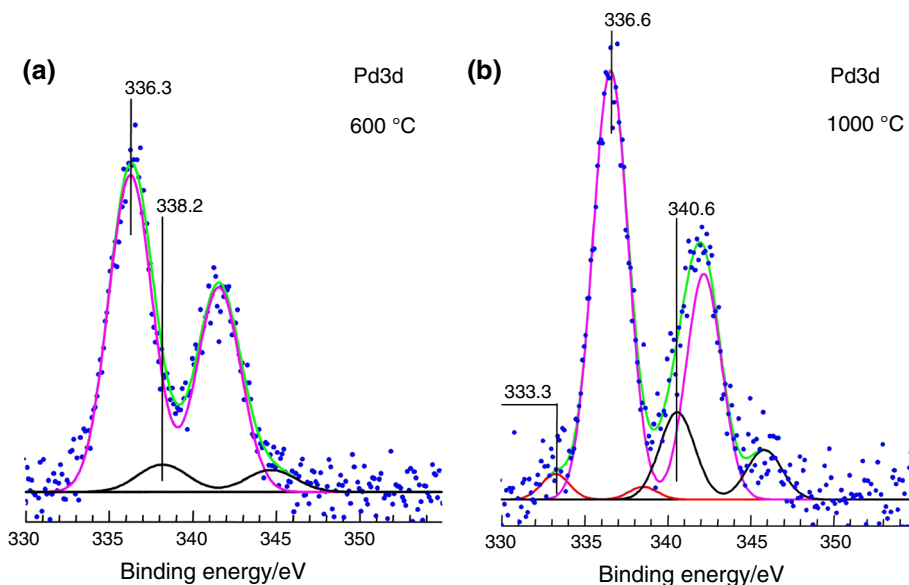 (a)
336.3
Pd3d
600 °C
338.2
330 335 340 345 350
Binding energy/eV
(b)
336.6
Pd3d
1000 °C
340.6
333.3
330 335 340 345 350
Binding energy/eV